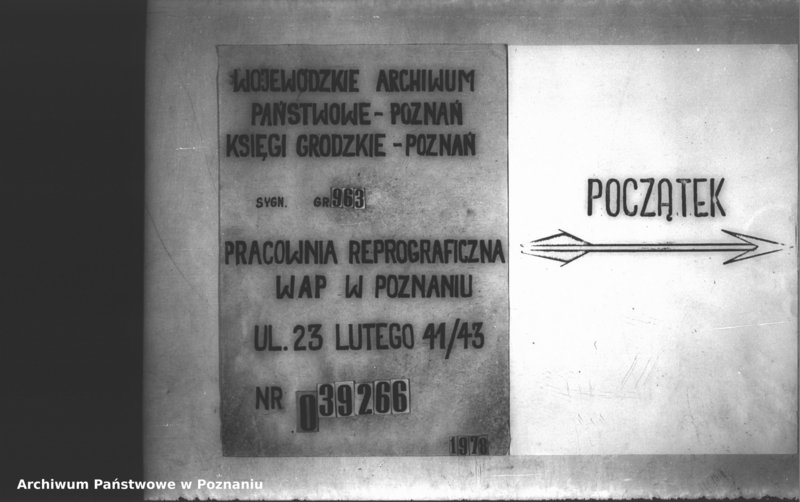 WOJEWÓDZKIE ARCHIWUM
PAŃSTWOWE - POZNAŃ
KSIĘGI GRODZKIE - POZNAŃ
SYGN. GR. 963
PRACOWNIA REPROGRAFICZNA
WAP W POZNANIU
UL. 23 LUTEGO 41/43
NR 039266
1978
POCZĄTEK
Archiwum Państwowe w Poznaniu